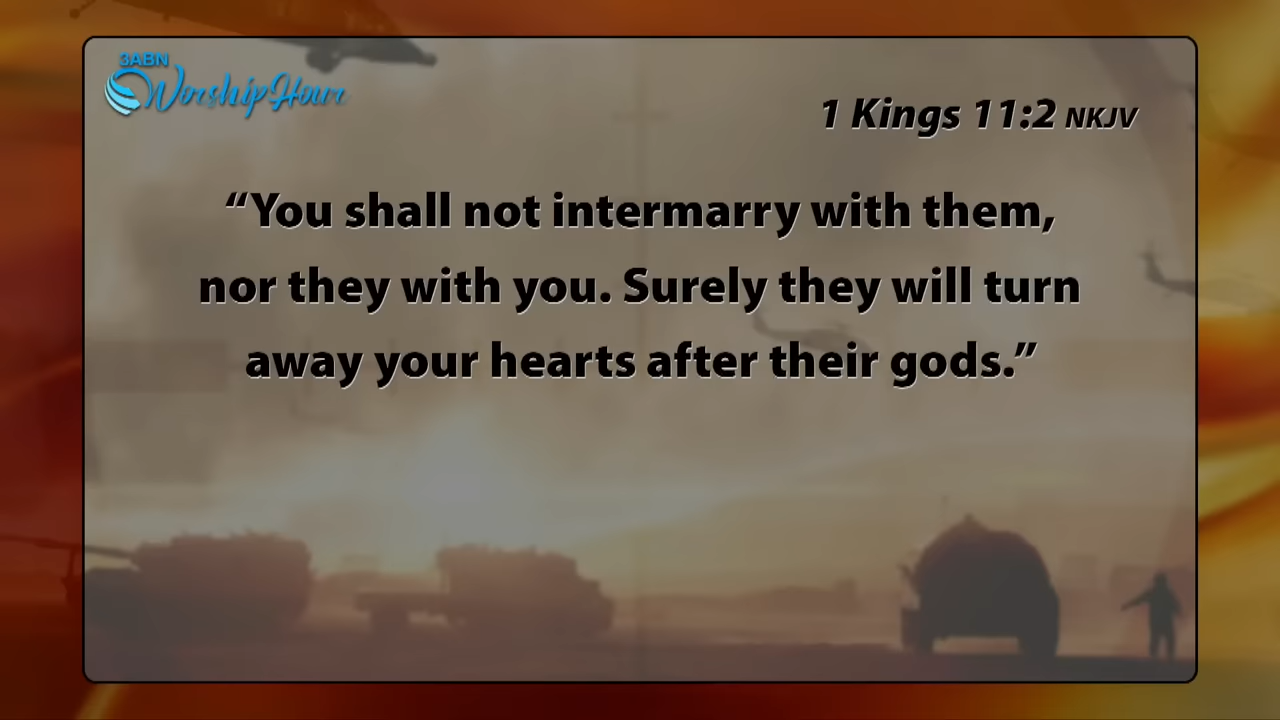 3ABN
Worship Hour
1 Kings 11:2 NKJV
“You shall not intermarry with them,
nor they with you. Surely they will turn
away your hearts after their gods.”